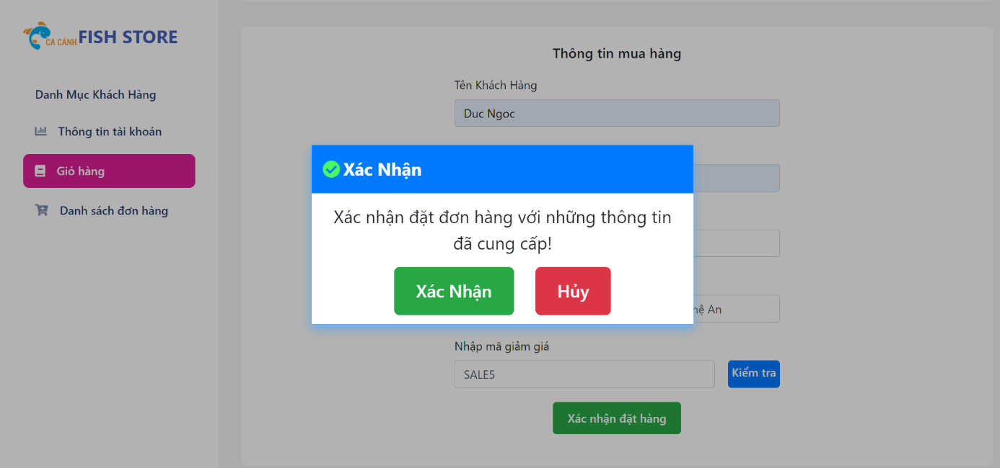 CÁ CẢNH FISH STORE
Danh Mục Khách Hàng
Thông tin tài khoản
Giỏ hàng
Danh sách đơn hàng
Thông tin mua hàng
Tên Khách Hàng
Duc Ngoc
Xác Nhận
Xác nhận đặt đơn hàng với những thông tin
đã cung cấp!
Xác Nhận Hủy
An
Nhập mã giảm giá
SALE5 Kiểm tra
Xác nhận đặt hàng